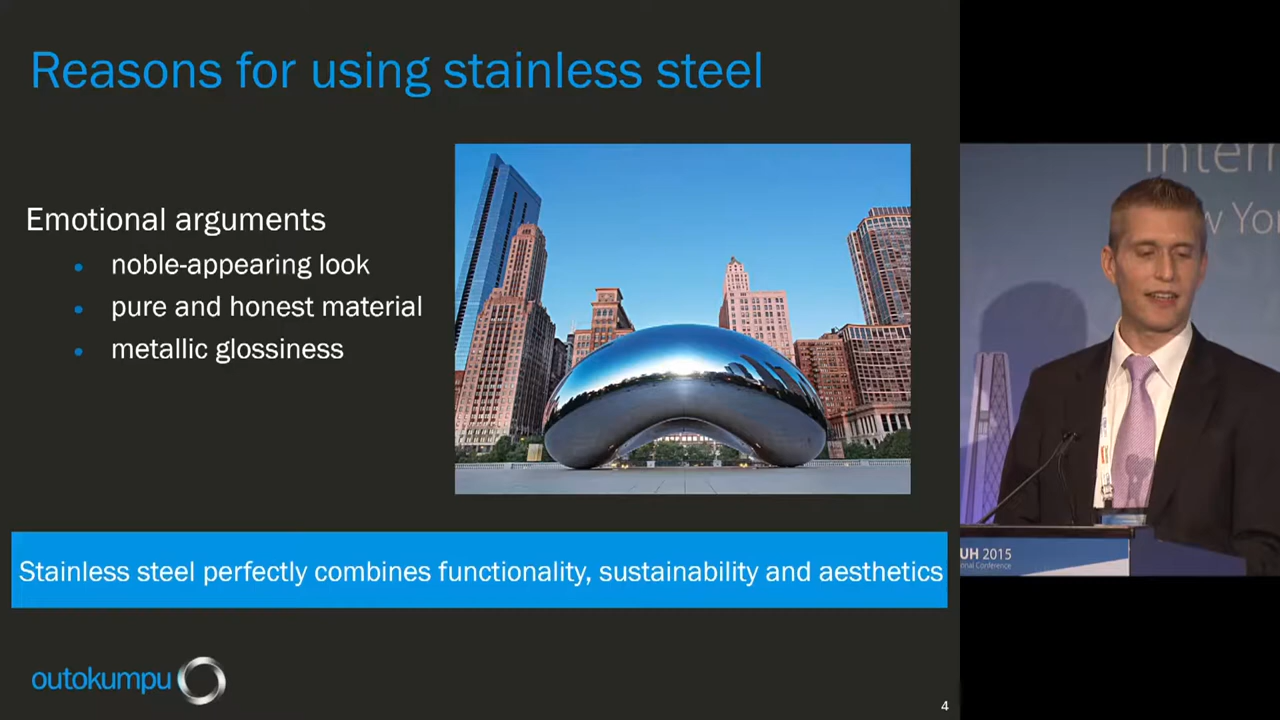 Reasons for using stainless steel
Emotional arguments
• noble-appearing look
• pure and honest material
• metallic glossiness
Stainless steel perfectly combines functionality, sustainability and aesthetics
outokumpu
4
UH 2015